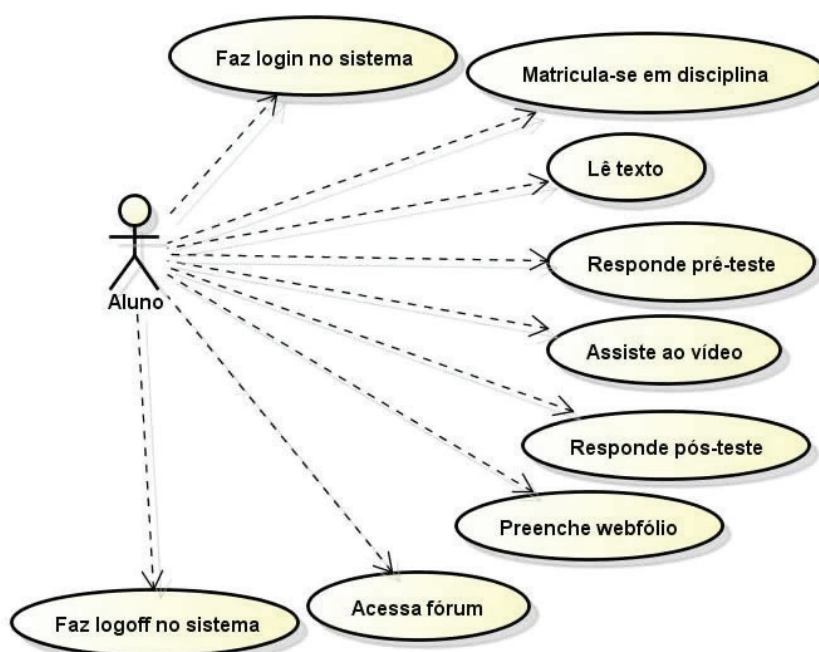 Faz login no sistema
Matricula-se em disciplina
Lê texto
Responde pré-teste
Aluno
Assiste ao vídeo
Responde pós-teste
Preenche webfólio
Acessa fórum
Faz logoff no sistema